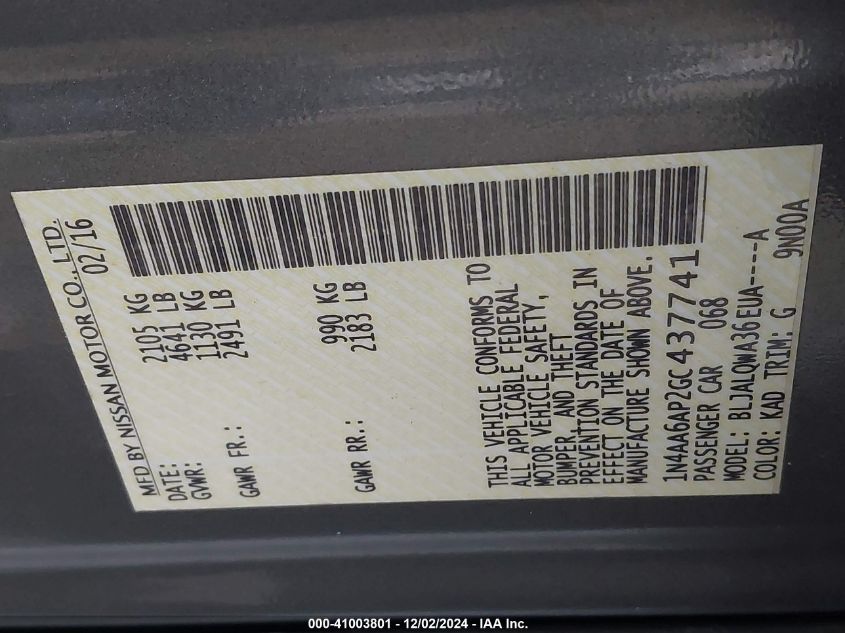 MFD BY NISSAN MOTOR CO., LTD.
DATE: 02/16
GVWR: 2105 KG
4641 LB
GAWR FR.: 1130 KG
2491 LB
GAWR RR.: 990 KG
2183 LB
THIS VEHICLE CONFORMS TO
ALL APPLICABLE FEDERAL
MOTOR VEHICLE SAFETY,
BUMPER, AND THEFT
PREVENTION STANDARDS IN
EFFECT ON THE DATE OF
MANUFACTURE SHOWN ABOVE.
1N4AA6AP2GC437741
PASSENGER CAR 068
MODEL: BLJALQWA36EUA----A
COLOR: KAD TRIM: G 9N00A
000-41003801 - 12/02/2024 - IAA Inc.